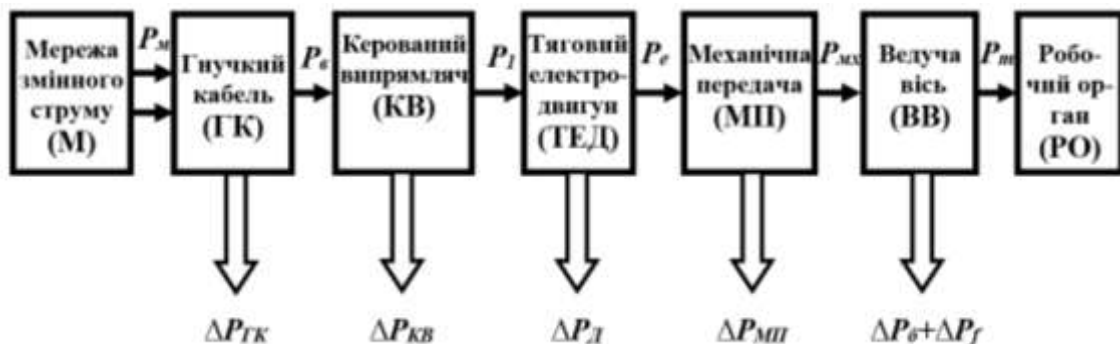 Мережа
змінного
струму
(М)
Pм
Гнучкий
кабель
(ГК)
Pв
Керований
випрямляч
(КВ)
P1
Тяговий
електро-
двигун
(ТЕД)
Pе
Механічна
передача
(МП)
Pмх
Ведуча
вісь
(ВВ)
Pт
Робо-
чий ор-
ган
(РО)
ΔPГК
ΔPКВ
ΔPД
ΔPМП
ΔPб+ΔPf